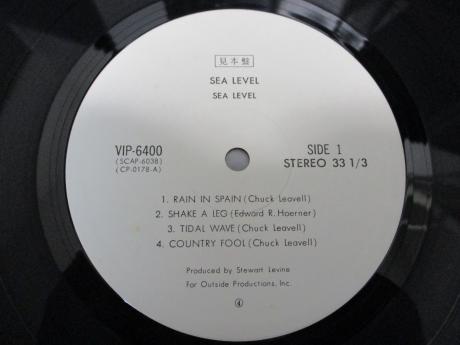 見本盤
SEA LEVEL
SEA LEVEL
VIP-6400
(SCAP-6038)
(CP-0178-A)
SIDE 1
STEREO 33 1/3
1. RAIN IN SPAIN (Chuck Leavell)
2. SHAKE A LEG (Edward R. Hoerner)
3. TIDAL WAVE (Chuck Leavell)
4. COUNTRY FOOL (Chuck Leavell)
Produced by Stewart Levine
For Outside Productions, Inc.
④